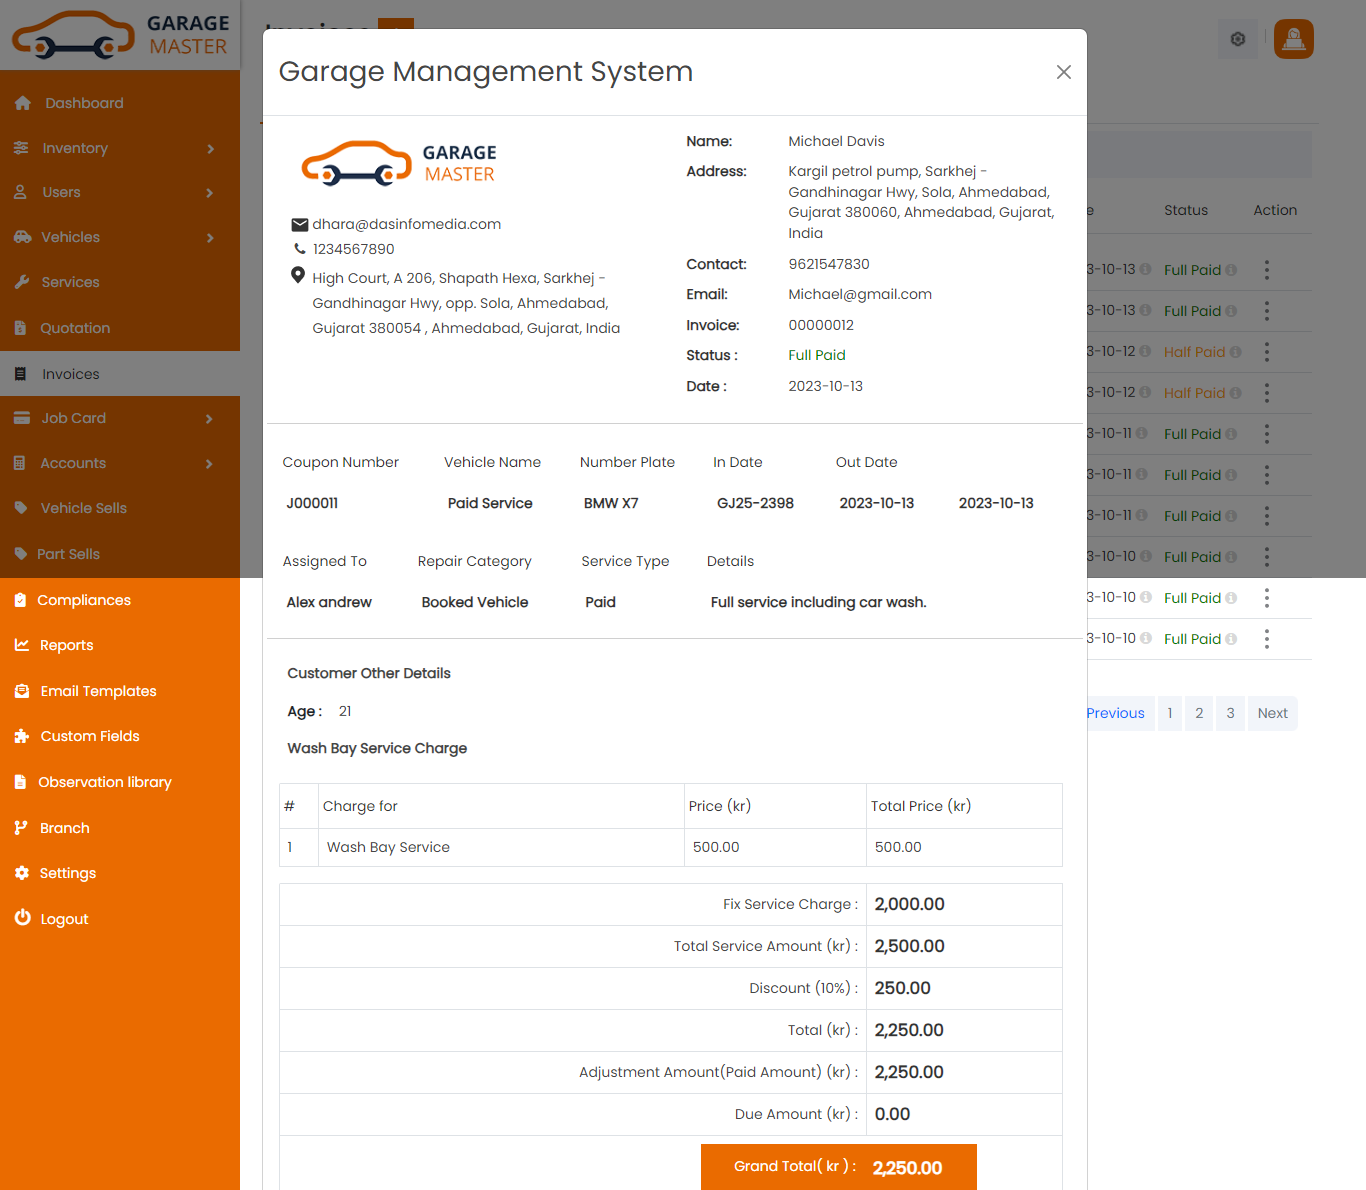 GARAGE
MASTER
Dashboard
Inventory
Users
Vehicles
Services
Quotation
Invoices
Job Card
Accounts
Vehicle Sells
Part Sells
Compliances
Reports
Email Templates
Custom Fields
Observation library
Branch
Settings
Logout
Garage Management System
GARAGE
MASTER
dhara@dasinfomedia.com
1234567890
High Court, A 206, Shapath Hexa, Sarkhej -
Gandhinagar Hwy, opp. Sola, Ahmedabad,
Gujarat 380054 , Ahmedabad, Gujarat, India
Name: Michael Davis
Address: Kargil petrol pump, Sarkhej -
Gandhinagar Hwy, Sola, Ahmedabad,
Gujarat 380060, Ahmedabad, Gujarat,
India
Contact: 9621547830
Email: Michael@gmail.com
Invoice: 00000012
Status : Full Paid
Date : 2023-10-13
Coupon Number Vehicle Name Number Plate In Date Out Date
J000011 Paid Service BMW X7 GJ25-2398 2023-10-13 2023-10-13
Assigned To Repair Category Service Type Details
Alex andrew Booked Vehicle Paid Full service including car wash.
Customer Other Details
Age : 21
Wash Bay Service Charge
# Charge for Price (kr) Total Price (kr)
1 Wash Bay Service 500.00 500.00
Fix Service Charge : 2,000.00
Total Service Amount (kr) : 2,500.00
Discount (10%) : 250.00
Total (kr) : 2,250.00
Adjustment Amount(Paid Amount) (kr) : 2,250.00
Due Amount (kr) : 0.00
Grand Total( kr ) : 2,250.00
e Status Action
3-10-13 Full Paid
3-10-13 Full Paid
3-10-12 Half Paid
3-10-12 Half Paid
3-10-11 Full Paid
3-10-11 Full Paid
3-10-11 Full Paid
3-10-10 Full Paid
3-10-10 Full Paid
3-10-10 Full Paid
Previous 1 2 3 Next